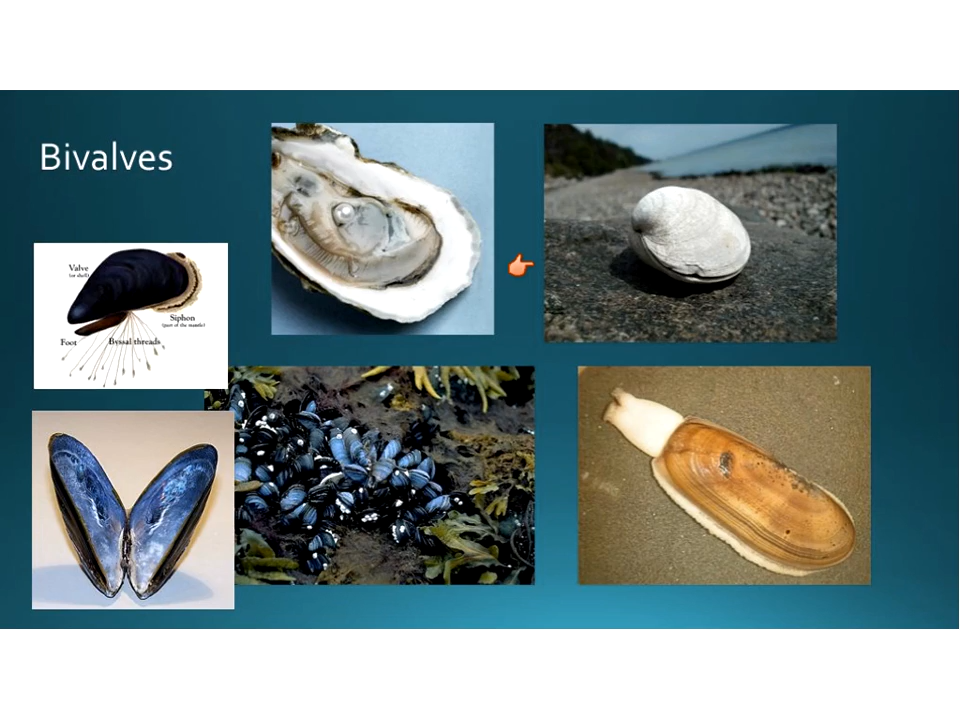 Bivalves
Valve
(or shell)
Siphon
(part of the mantle)
Foot
Byssal threads